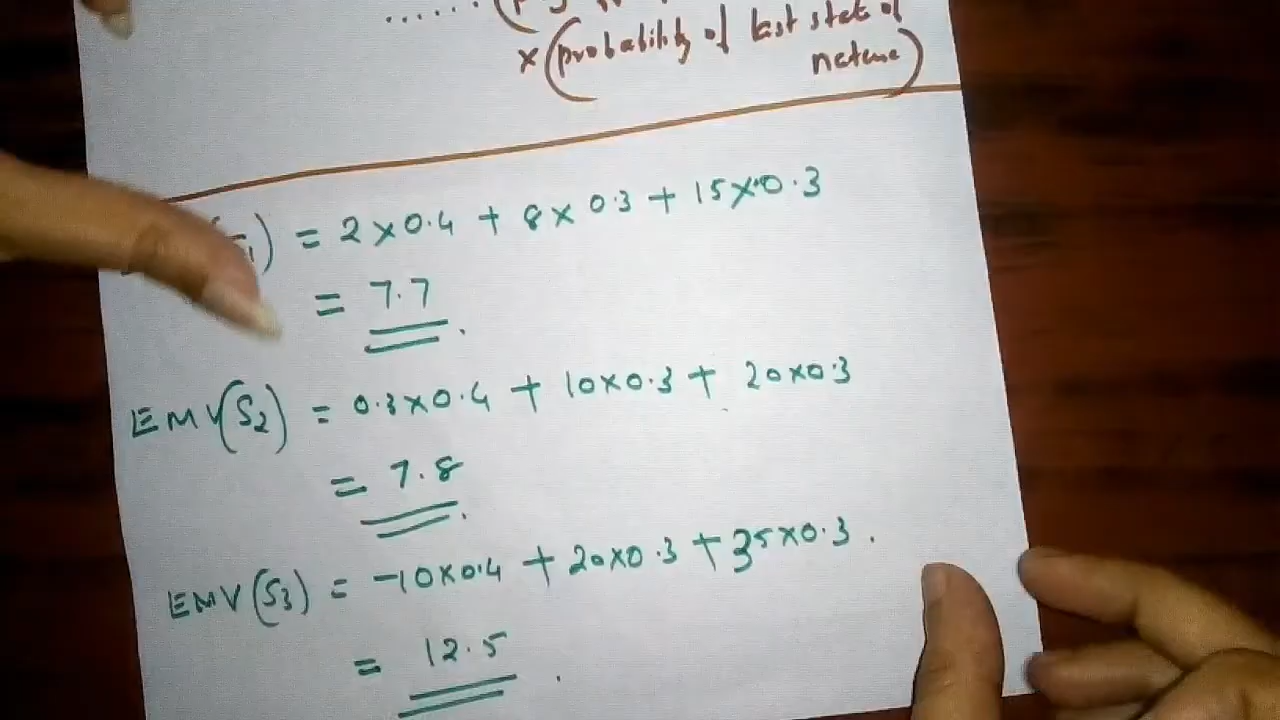 ......
x (probability of last state of
nature)
= 2 x 0.4 + 8 x 0.3 + 15 x 0.3
= 7.7.
EMV(S2) = 0.3 x 0.4 + 10 x 0.3 + 20 x 0.3
= 7.8.
EMV(S3) = -10 x 0.4 + 20 x 0.3 + 35 x 0.3.
= 12.5.